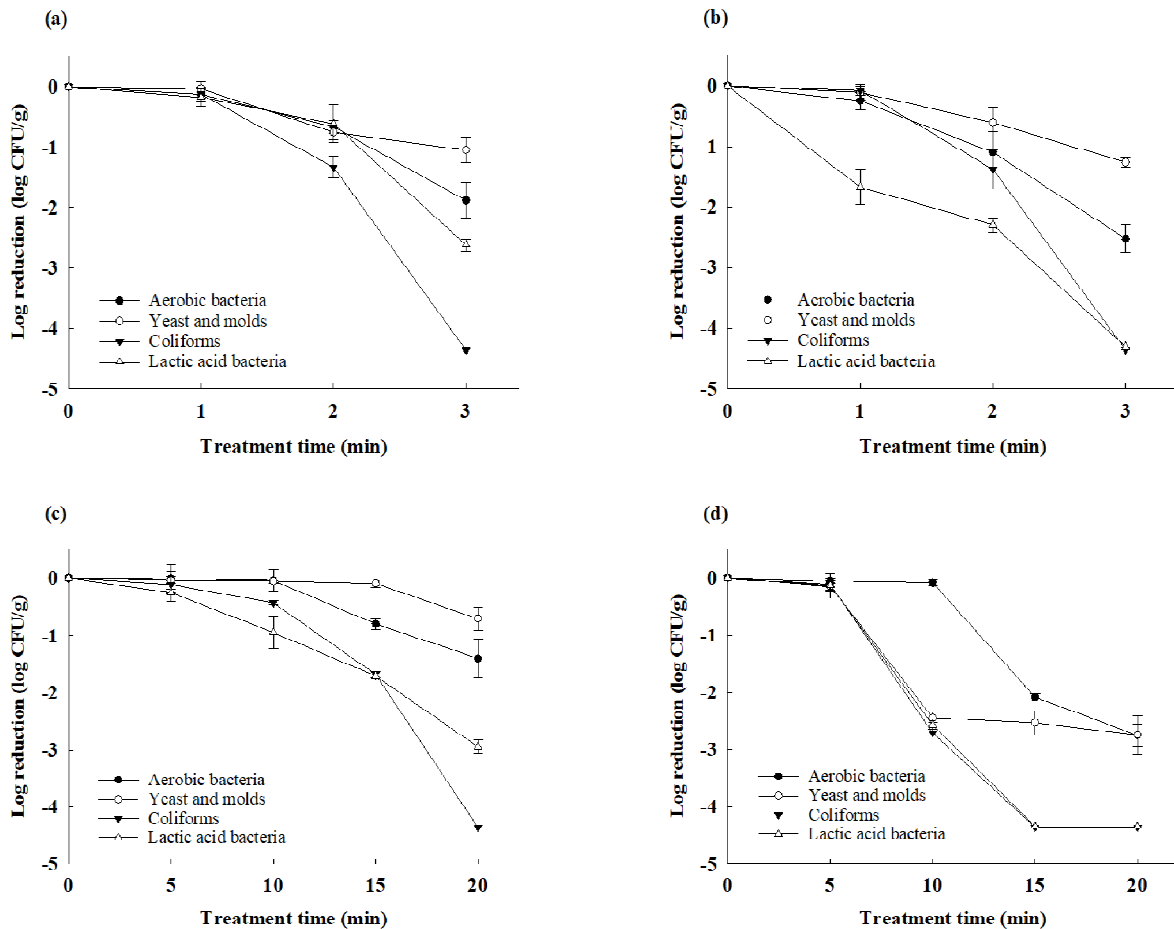 (a)
Log reduction (log CFU/g)
0
-1
-2
-3
-4
-5
Aerobic bacteria
Yeast and molds
Coliforms
Lactic acid bacteria
0 1 2 3
Treatment time (min)
(b)
Log reduction (log CFU/g)
0
-1
-2
-3
-4
-5
Aerobic bacteria
Yeast and molds
Coliforms
Lactic acid bacteria
0 1 2 3
Treatment time (min)
(c)
Log reduction (log CFU/g)
0
-1
-2
-3
-4
-5
Aerobic bacteria
Yeast and molds
Coliforms
Lactic acid bacteria
0 5 10 15 20
Treatment time (min)
(d)
Log reduction (log CFU/g)
0
-1
-2
-3
-4
-5
Aerobic bacteria
Yeast and molds
Coliforms
Lactic acid bacteria
0 5 10 15 20
Treatment time (min)